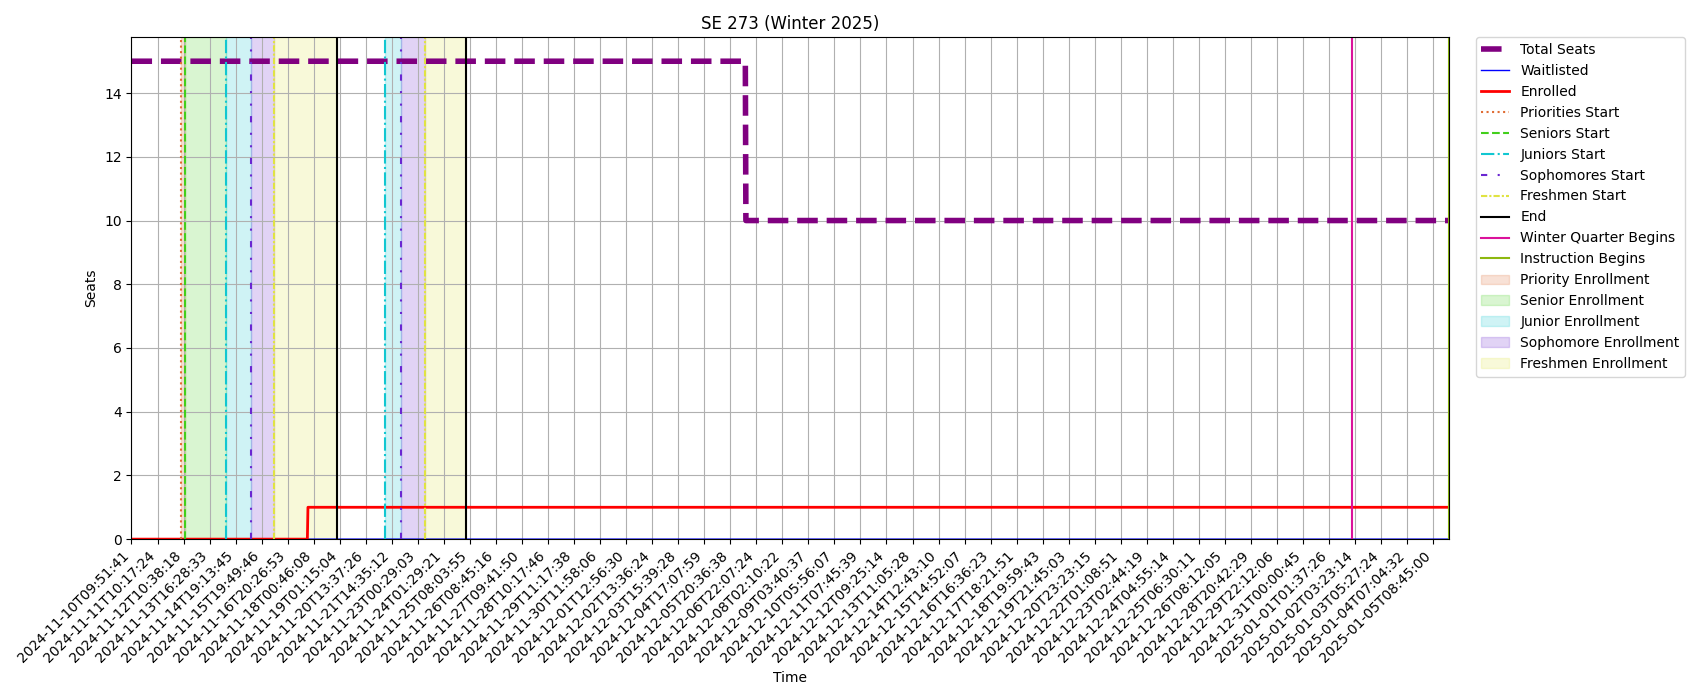 SE 273 (Winter 2025)
Seats
14
12
10
8
6
4
2
0
2024-11-10T09:51:41
2024-11-11T10:17:24
2024-11-12T10:38:18
2024-11-13T16:28:33
2024-11-14T19:13:45
2024-11-15T19:49:46
2024-11-16T20:26:53
2024-11-18T00:46:08
2024-11-19T01:15:04
2024-11-20T13:37:26
2024-11-21T14:35:12
2024-11-23T00:29:03
2024-11-24T01:29:21
2024-11-25T08:03:55
2024-11-26T08:45:16
2024-11-27T09:41:50
2024-11-28T10:17:46
2024-11-29T11:17:38
2024-11-30T11:58:06
2024-12-01T12:56:30
2024-12-02T13:36:24
2024-12-03T15:39:28
2024-12-04T17:07:59
2024-12-05T20:36:38
2024-12-06T22:07:24
2024-12-08T02:10:22
2024-12-09T03:40:37
2024-12-10T05:56:07
2024-12-11T07:45:39
2024-12-12T09:25:14
2024-12-13T11:05:28
2024-12-14T12:43:10
2024-12-15T14:52:07
2024-12-16T16:36:23
2024-12-17T18:21:51
2024-12-18T19:59:43
2024-12-19T21:45:03
2024-12-20T23:23:15
2024-12-22T01:08:51
2024-12-23T02:44:19
2024-12-24T04:55:14
2024-12-25T06:30:11
2024-12-26T08:12:05
2024-12-28T20:42:29
2024-12-29T22:12:06
2024-12-31T00:00:45
2025-01-01T01:37:26
2025-01-02T03:23:14
2025-01-03T05:27:24
2025-01-04T07:04:32
2025-01-05T08:45:00
Time
Total Seats
Waitlisted
Enrolled
Priorities Start
Seniors Start
Juniors Start
Sophomores Start
Freshmen Start
End
Winter Quarter Begins
Instruction Begins
Priority Enrollment
Senior Enrollment
Junior Enrollment
Sophomore Enrollment
Freshmen Enrollment